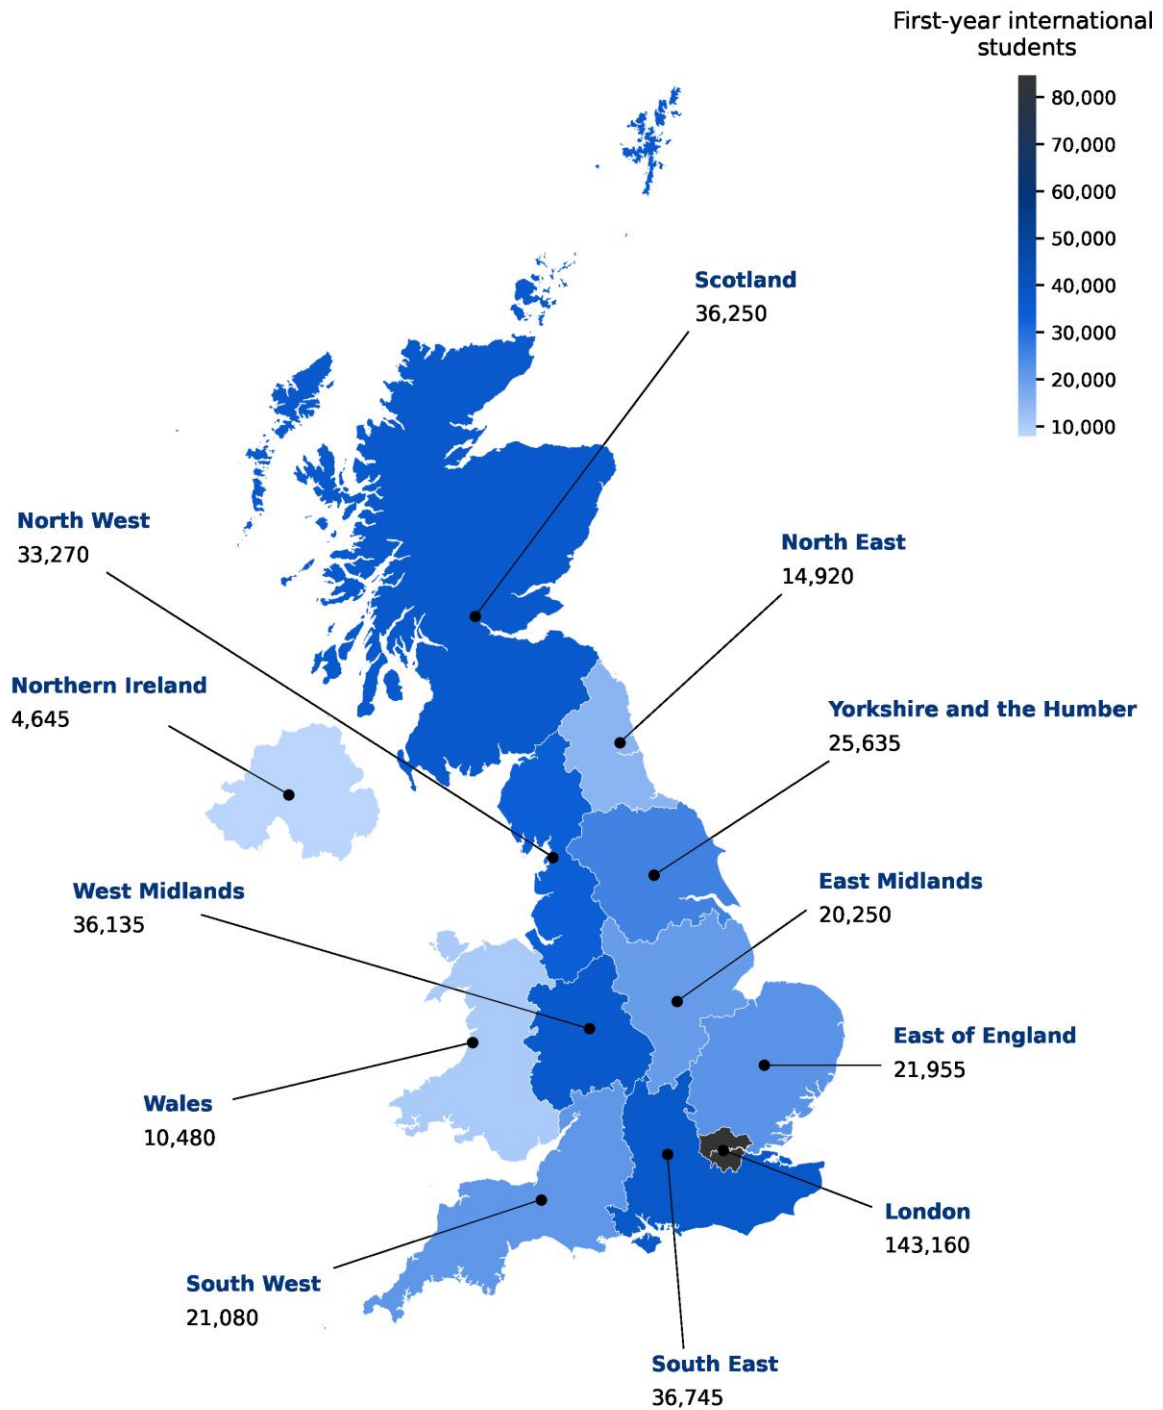 First-year international
students
80,000
70,000
60,000
50,000
40,000
30,000
20,000
10,000
Scotland
36,250
North West
33,270
North East
14,920
Northern Ireland
4,645
Yorkshire and the Humber
25,635
West Midlands
36,135
East Midlands
20,250
East of England
21,955
Wales
10,480
London
143,160
South West
21,080
South East
36,745